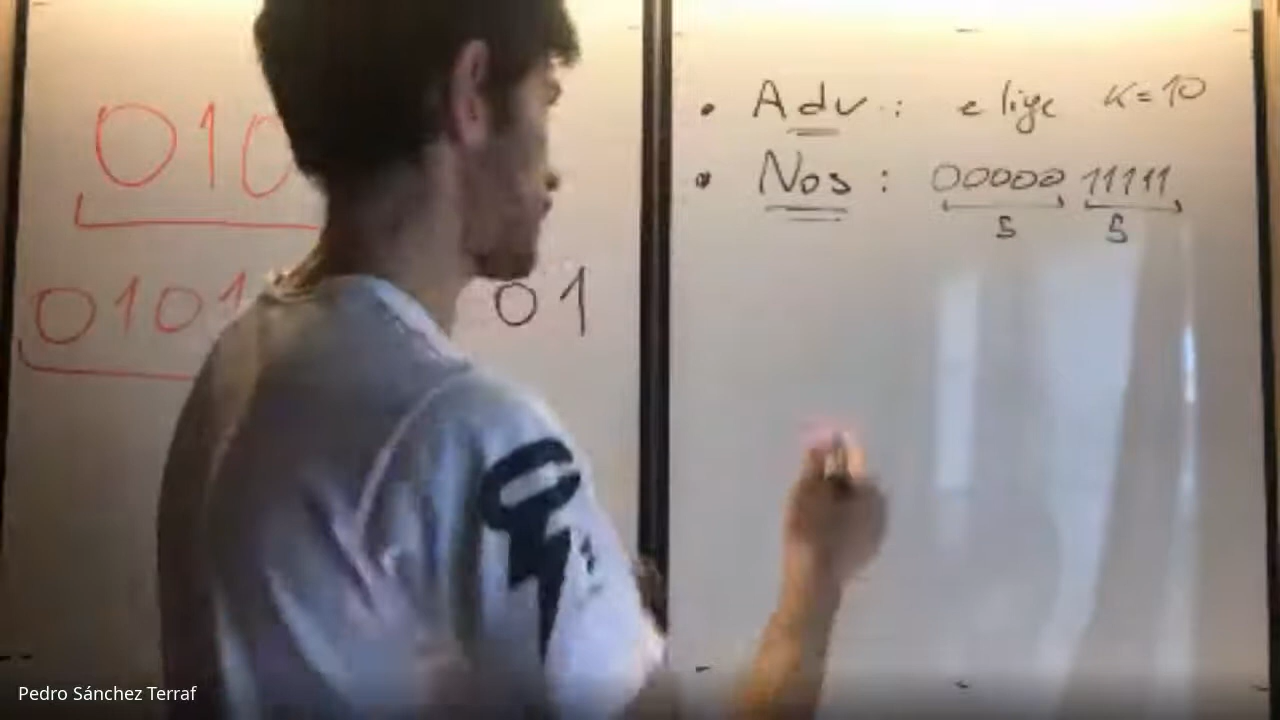 010
0101
01
• Adv.: elige K=10
• Nos: 00000 11111
5 5
Pedro Sánchez Terraf